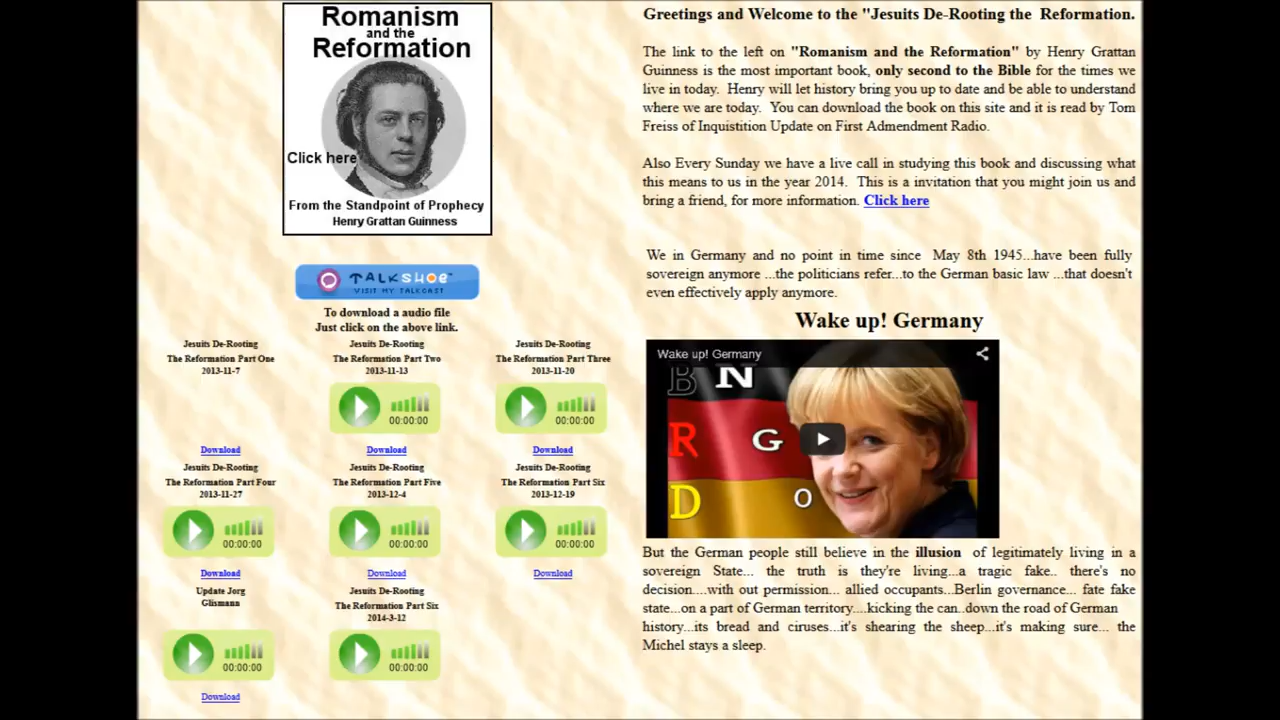 Romanism
and the
Reformation
Click here
From the Standpoint of Prophecy
Henry Grattan Guinness
TALKSHOE™
VISIT MY TALKCAST
To download a audio file
Just click on the above link.
Jesuits De-Rooting
The Reformation Part One
2013-11-7
Download
Jesuits De-Rooting
The Reformation Part Two
2013-11-13
00:00:00
Download
Jesuits De-Rooting
The Reformation Part Three
2013-11-20
00:00:00
Download
Jesuits De-Rooting
The Reformation Part Four
2013-11-27
00:00:00
Download
Jesuits De-Rooting
The Reformation Part Five
2013-12-4
00:00:00
Download
Jesuits De-Rooting
The Reformation Part Six
2013-12-19
00:00:00
Download
Update Jorg
Glismann
00:00:00
Download
Jesuits De-Rooting
The Reformation Part Six
2014-3-12
00:00:00
Greetings and Welcome to the "Jesuits De-Rooting the Reformation.
The link to the left on "Romanism and the Reformation" by Henry Grattan
Guinness is the most important book, only second to the Bible for the times we
live in today. Henry will let history bring you up to date and be able to understand
where we are today. You can download the book on this site and it is read by Tom
Freiss of Inquistition Update on First Admendment Radio.
Also Every Sunday we have a live call in studying this book and discussing what
this means to us in the year 2014. This is a invitation that you might join us and
bring a friend, for more information. Click here
We in Germany and no point in time since May 8th 1945...have been fully
sovereign anymore ...the politicians refer...to the German basic law ...that doesn't
even effectively apply anymore.
Wake up! Germany
Wake up! Germany
B N
R G
D O
But the German people still believe in the illusion of legitimately living in a
sovereign State... the truth is they're living...a tragic fake.. there's no
decision....with out permission... allied occupants...Berlin governance... fate fake
state...on a part of German territory....kicking the can..down the road of German
history...its bread and ciruses...it's shearing the sheep...it's making sure... the
Michel stays a sleep.